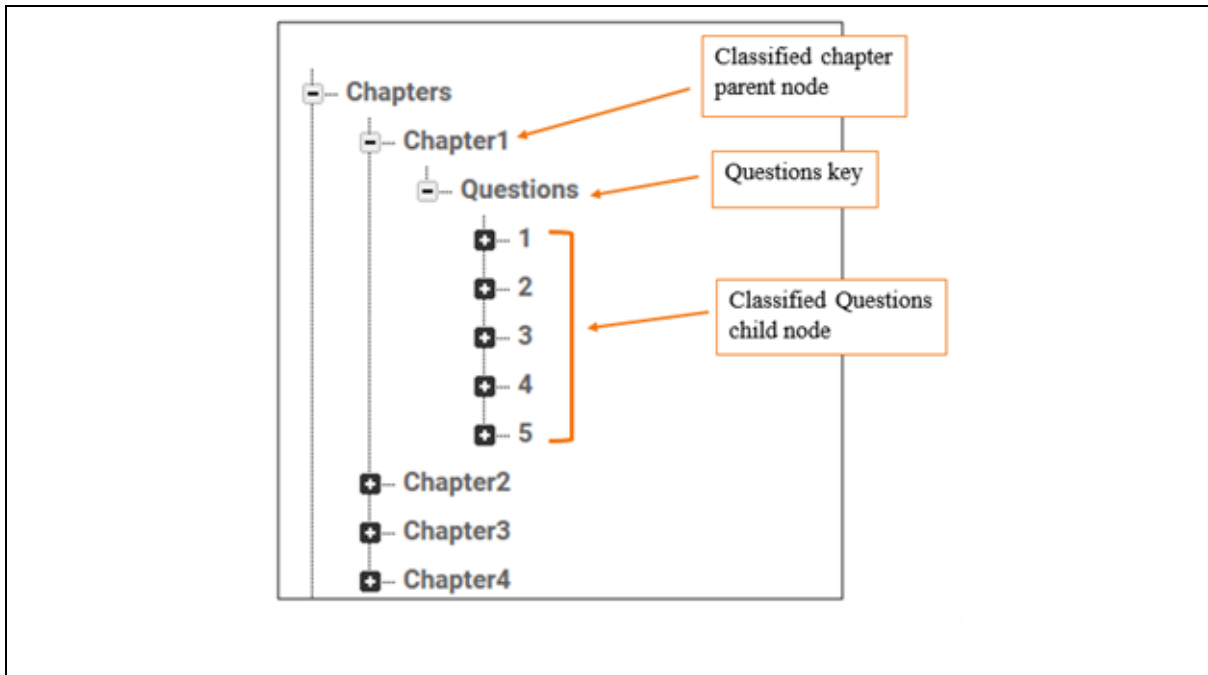 Classified chapter
parent node
Chapters
Chapter1
Questions key
Questions
1
2
Classified Questions
child node
3
4
5
Chapter2
Chapter3
Chapter4